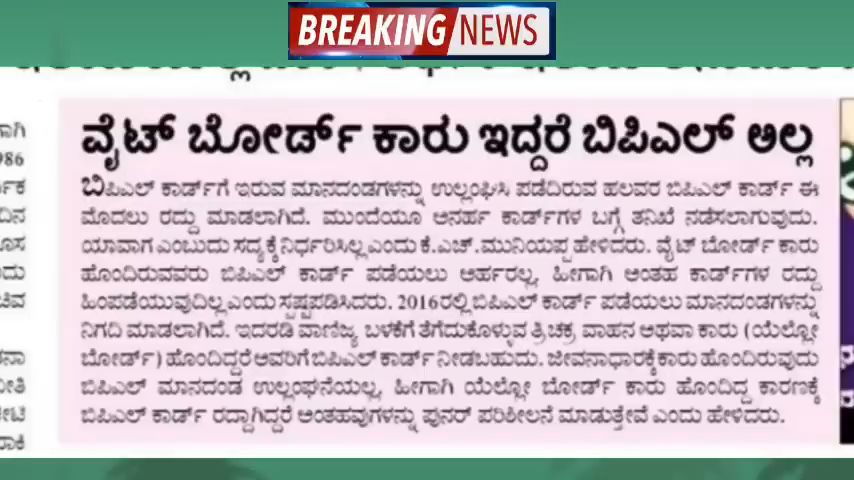 BREAKING NEWS
ವೈಟ್ ಬೋರ್ಡ್ ಕಾರು ಇದ್ದರೆ ಬಿಪಿಎಲ್ ಅಲ್ಲ
ಬಿಪಿಎಲ್ ಕಾರ್ಡ್‌ಗೆ ಇರುವ ಮಾನದಂಡಗಳನ್ನು ಉಲ್ಲಂಘಿಸಿ ಪಡೆದಿರುವ ಹಲವರ ಬಿಪಿಎಲ್ ಕಾರ್ಡ್ ಈ
ಮೊದಲು ರದ್ದು ಮಾಡಲಾಗಿದೆ. ಮುಂದೆಯೂ ಅನರ್ಹ ಕಾರ್ಡ್‌ಗಳ ಬಗ್ಗೆ ತನಿಖೆ ನಡೆಸಲಾಗುವುದು.
ಯಾವಾಗ ಎಂಬುದು ಸದ್ಯಕ್ಕೆ ನಿರ್ಧರಿಸಿಲ್ಲ ಎಂದು ಕೆ.ಎಚ್.ಮುನಿಯಪ್ಪ ಹೇಳಿದರು. ವೈಟ್ ಬೋರ್ಡ್ ಕಾರು
ಹೊಂದಿರುವವರು ಬಿಪಿಎಲ್ ಕಾರ್ಡ್ ಪಡೆಯಲು ಅರ್ಹರಲ್ಲ. ಹೀಗಾಗಿ ಅಂತಹ ಕಾರ್ಡ್‌ಗಳ ರದ್ದು
ಹಿಂಪಡೆಯುವುದಿಲ್ಲ ಎಂದು ಸ್ಪಷ್ಟಪಡಿಸಿದರು. 2016ರಲ್ಲಿ ಬಿಪಿಎಲ್ ಕಾರ್ಡ್ ಪಡೆಯಲು ಮಾನದಂಡಗಳನ್ನು
ನಿಗದಿ ಮಾಡಲಾಗಿದೆ. ಇದರಡಿ ವಾಣಿಜ್ಯ ಬಳಕೆಗೆ ತೆಗೆದುಕೊಳ್ಳುವ ತ್ರಿಚಕ್ರ ವಾಹನ ಅಥವಾ ಕಾರು (ಯೆಲ್ಲೋ
ಬೋರ್ಡ್) ಹೊಂದಿದ್ದರೆ ಅವರಿಗೆ ಬಿಪಿಎಲ್ ಕಾರ್ಡ್ ನೀಡಬಹುದು. ಜೀವನಾಧಾರಕ್ಕೆ ಕಾರು ಹೊಂದಿರುವುದು
ಬಿಪಿಎಲ್ ಮಾನದಂಡ ಉಲ್ಲಂಘನೆಯಲ್ಲ. ಹೀಗಾಗಿ ಯೆಲ್ಲೋ ಬೋರ್ಡ್ ಕಾರು ಹೊಂದಿದ್ದ ಕಾರಣಕ್ಕೆ
ಬಿಪಿಎಲ್ ಕಾರ್ಡ್ ರದ್ದಾಗಿದ್ದರೆ ಅಂತಹವುಗಳನ್ನು ಪುನರ್ ಪರಿಶೀಲನೆ ಮಾಡುತ್ತೇವೆ ಎಂದು ಹೇಳಿದರು.